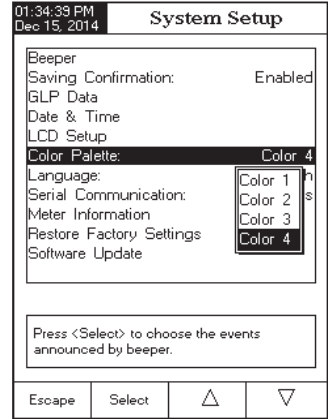 01:34:39 PM
Dec 15, 2014
System Setup
Beeper
Saving Confirmation: Enabled
GLP Data
Date & Time
LCD Setup
Color Palette: Color 4
Language: h
Serial Communication: s
Meter Information
Restore Factory Settings
Software Update
Color 1
Color 2
Color 3
Color 4
Press <Select> to choose the events
announced by beeper.
Escape Select